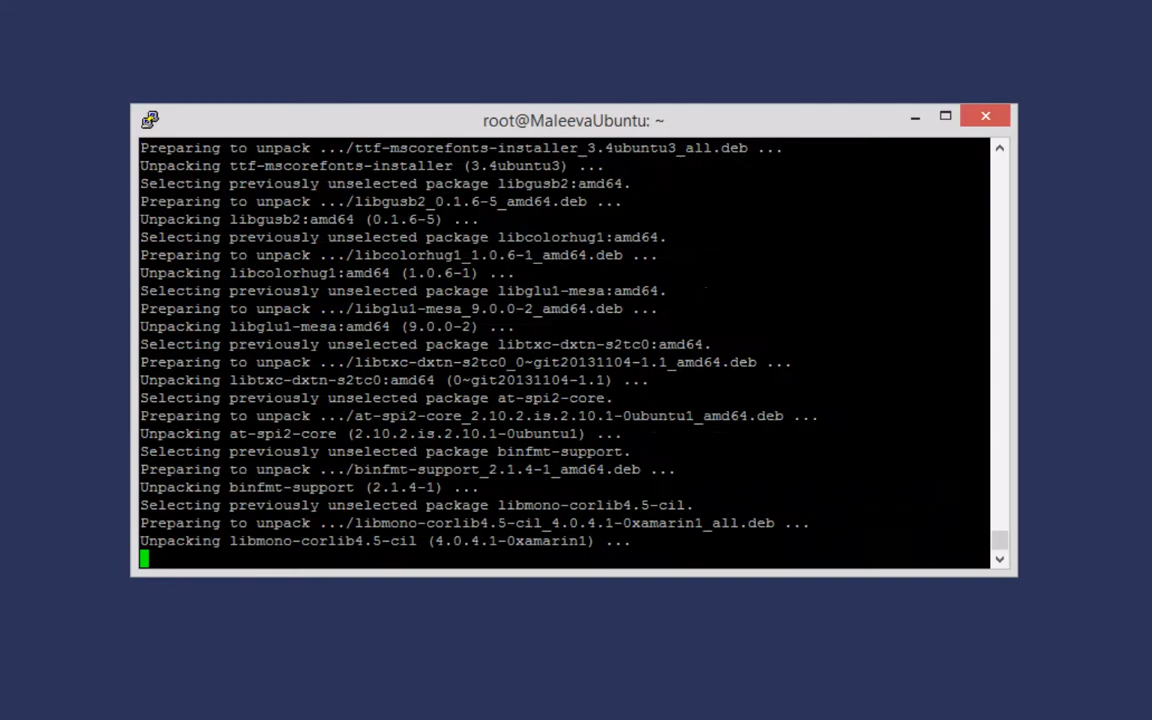 root@MaleevaUbuntu: ~
Preparing to unpack .../ttf-mscorefonts-installer_3.4ubuntu3_all.deb ...
Unpacking ttf-mscorefonts-installer (3.4ubuntu3) ...
Selecting previously unselected package libgusb2:amd64.
Preparing to unpack .../libgusb2_0.1.6-5_amd64.deb ...
Unpacking libgusb2:amd64 (0.1.6-5) ...
Selecting previously unselected package libcolorhug1:amd64.
Preparing to unpack .../libcolorhug1_1.0.6-1_amd64.deb ...
Unpacking libcolorhug1:amd64 (1.0.6-1) ...
Selecting previously unselected package libglu1-mesa:amd64.
Preparing to unpack .../libglu1-mesa_9.0.0-2_amd64.deb ...
Unpacking libglu1-mesa:amd64 (9.0.0-2) ...
Selecting previously unselected package libtxc-dxtn-s2tc0:amd64.
Preparing to unpack .../libtxc-dxtn-s2tc0_0~git20131104-1.1_amd64.deb ...
Unpacking libtxc-dxtn-s2tc0:amd64 (0~git20131104-1.1) ...
Selecting previously unselected package at-spi2-core.
Preparing to unpack .../at-spi2-core_2.10.2.is.2.10.1-0ubuntu1_amd64.deb ...
Unpacking at-spi2-core (2.10.2.is.2.10.1-0ubuntu1) ...
Selecting previously unselected package binfmt-support.
Preparing to unpack .../binfmt-support_2.1.4-1_amd64.deb ...
Unpacking binfmt-support (2.1.4-1) ...
Selecting previously unselected package libmono-corlib4.5-cil.
Preparing to unpack .../libmono-corlib4.5-cil_4.0.4.1-0xamarin1_all.deb ...
Unpacking libmono-corlib4.5-cil (4.0.4.1-0xamarin1) ...